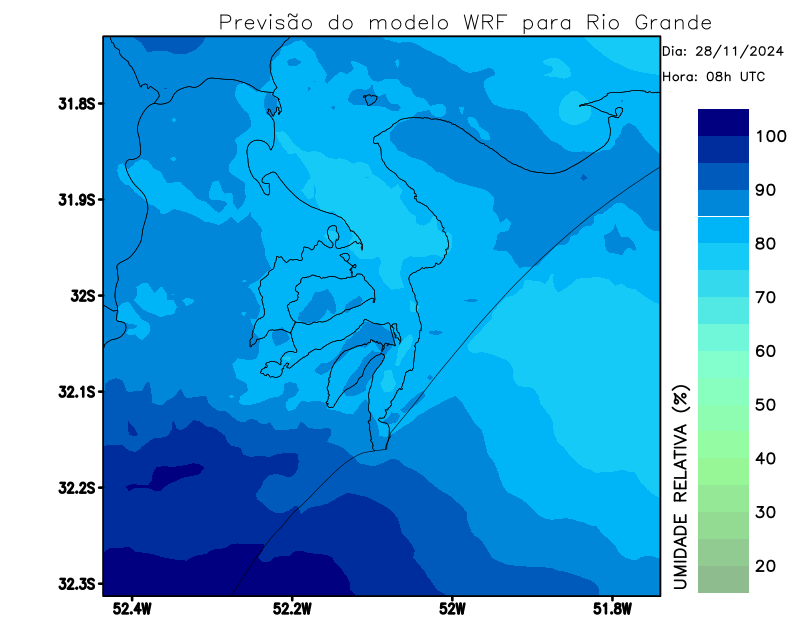 Previsão do modelo WRF para Rio Grande
Dia: 28/11/2024
Hora: 08h UTC
31.8S
31.9S
32S
32.1S
32.2S
32.3S
52.4W
52.2W
52W
51.8W
100
90
80
70
60
50
40
30
20
UMIDADE RELATIVA (%)